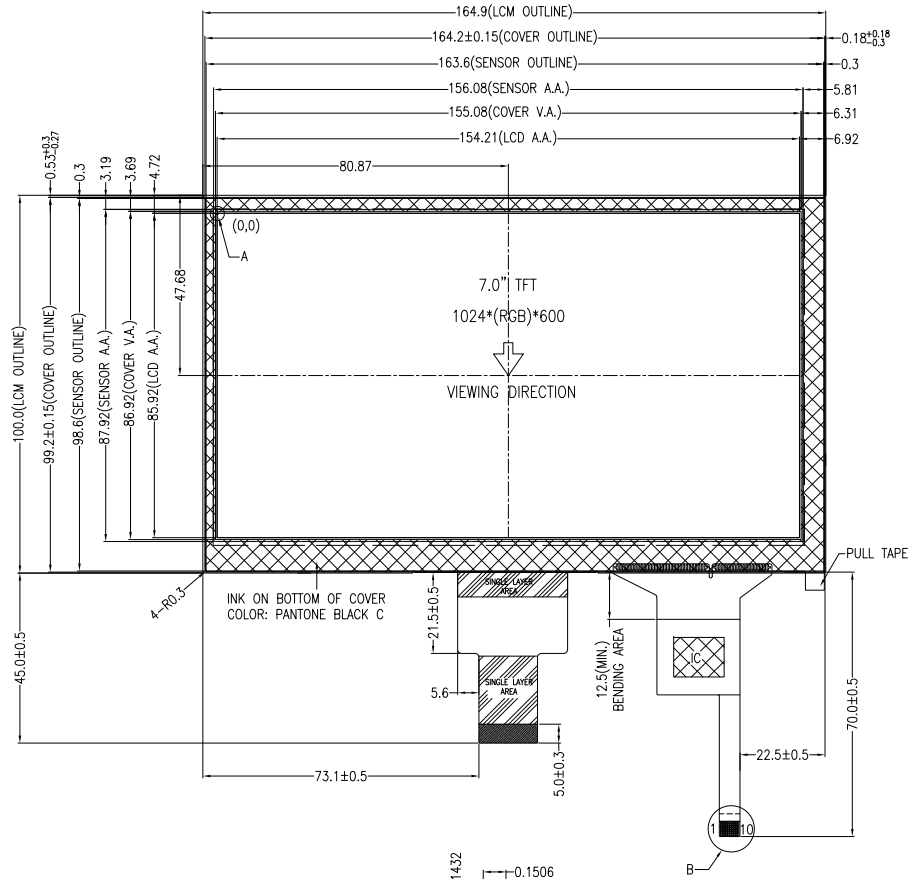 164.9(LCM OUTLINE)
164.2±0.15(COVER OUTLINE)
0.18+0.18-0.3
163.6(SENSOR OUTLINE)
0.3
156.08(SENSOR A.A.)
5.81
155.08(COVER V.A.)
6.31
154.21(LCD A.A.)
6.92
80.87
0.53+0.3-0.27
0.3
3.19
3.69
4.72
(0,0)
A
47.68
7.0" TFT
1024*(RGB)*600
VIEWING DIRECTION
100.0(LCM OUTLINE)
99.2±0.15(COVER OUTLINE)
98.6(SENSOR OUTLINE)
87.92(SENSOR A.A.)
86.92(COVER V.A.)
85.92(LCD A.A.)
PULL TAPE
4-R0.3
INK ON BOTTOM OF COVER
COLOR: PANTONE BLACK C
SINGLE LAYER
AREA
21.5±0.5
45.0±0.5
12.5(MIN.)
BENDING AREA
IC
70.0±0.5
5.6
SINGLE LAYER
AREA
5.0±0.3
22.5±0.5
73.1±0.5
1
10
B
1432
0.1506